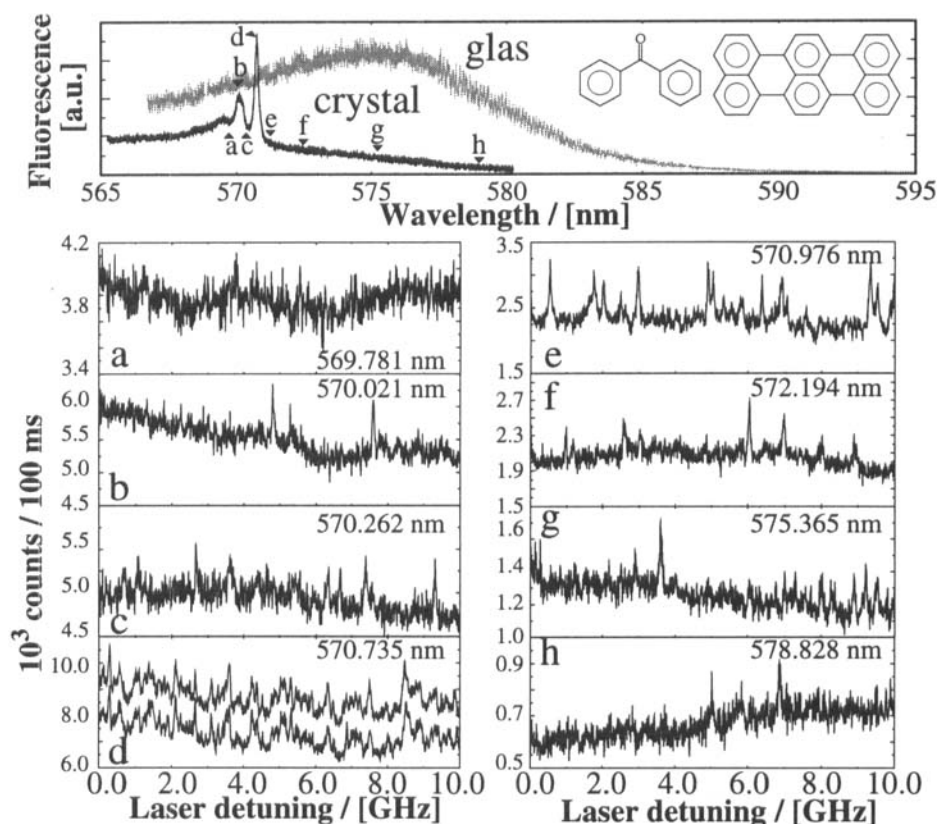 Fluorescence
[a.u.]
glas
crystal
O
d
b
a
c
e
f
g
h
565 570 575 580 585 590 595
Wavelength / [nm]
10³ counts / 100 ms
4.2
3.8
3.4
a
569.781 nm
6.0
5.5
5.0
4.5
b
570.021 nm
5.5
5.0
4.5
c
570.262 nm
10.0
8.0
6.0
d
570.735 nm
0.0 2.0 4.0 6.0 8.0 10.0
Laser detuning / [GHz]
3.5
2.5
1.5
e
570.976 nm
2.7
2.3
1.9
1.5
f
572.194 nm
1.6
1.4
1.2
1.0
g
575.365 nm
0.9
0.7
0.5
h
578.828 nm
0.0 2.0 4.0 6.0 8.0 10.0
Laser detuning / [GHz]